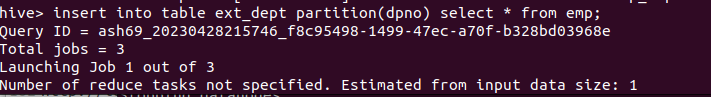 hive> insert into table ext_dept partition(dpno) select * from emp;
Query ID = ash69_20230428215746_f8c95498-1499-47ec-a70f-b328bd03968e
Total jobs = 3
Launching Job 1 out of 3
Number of reduce tasks not specified. Estimated from input data size: 1